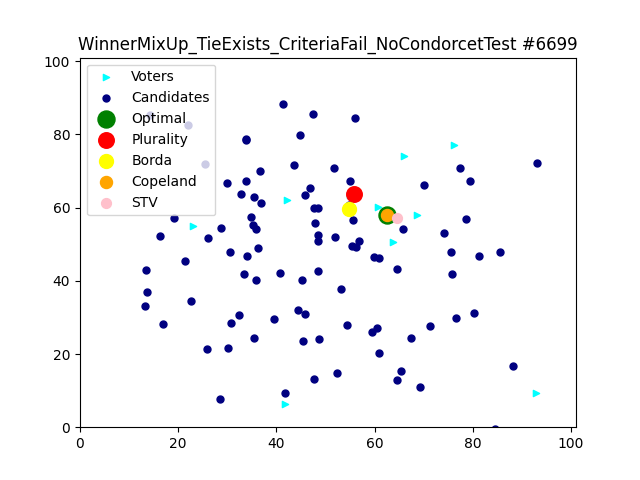 WinnerMixUp_TieExists_CriteriaFail_NoCondorcetTest #6699
Voters
Candidates
Optimal
Plurality
Borda
Copeland
STV
100
80
60
40
20
0
0 20 40 60 80 100